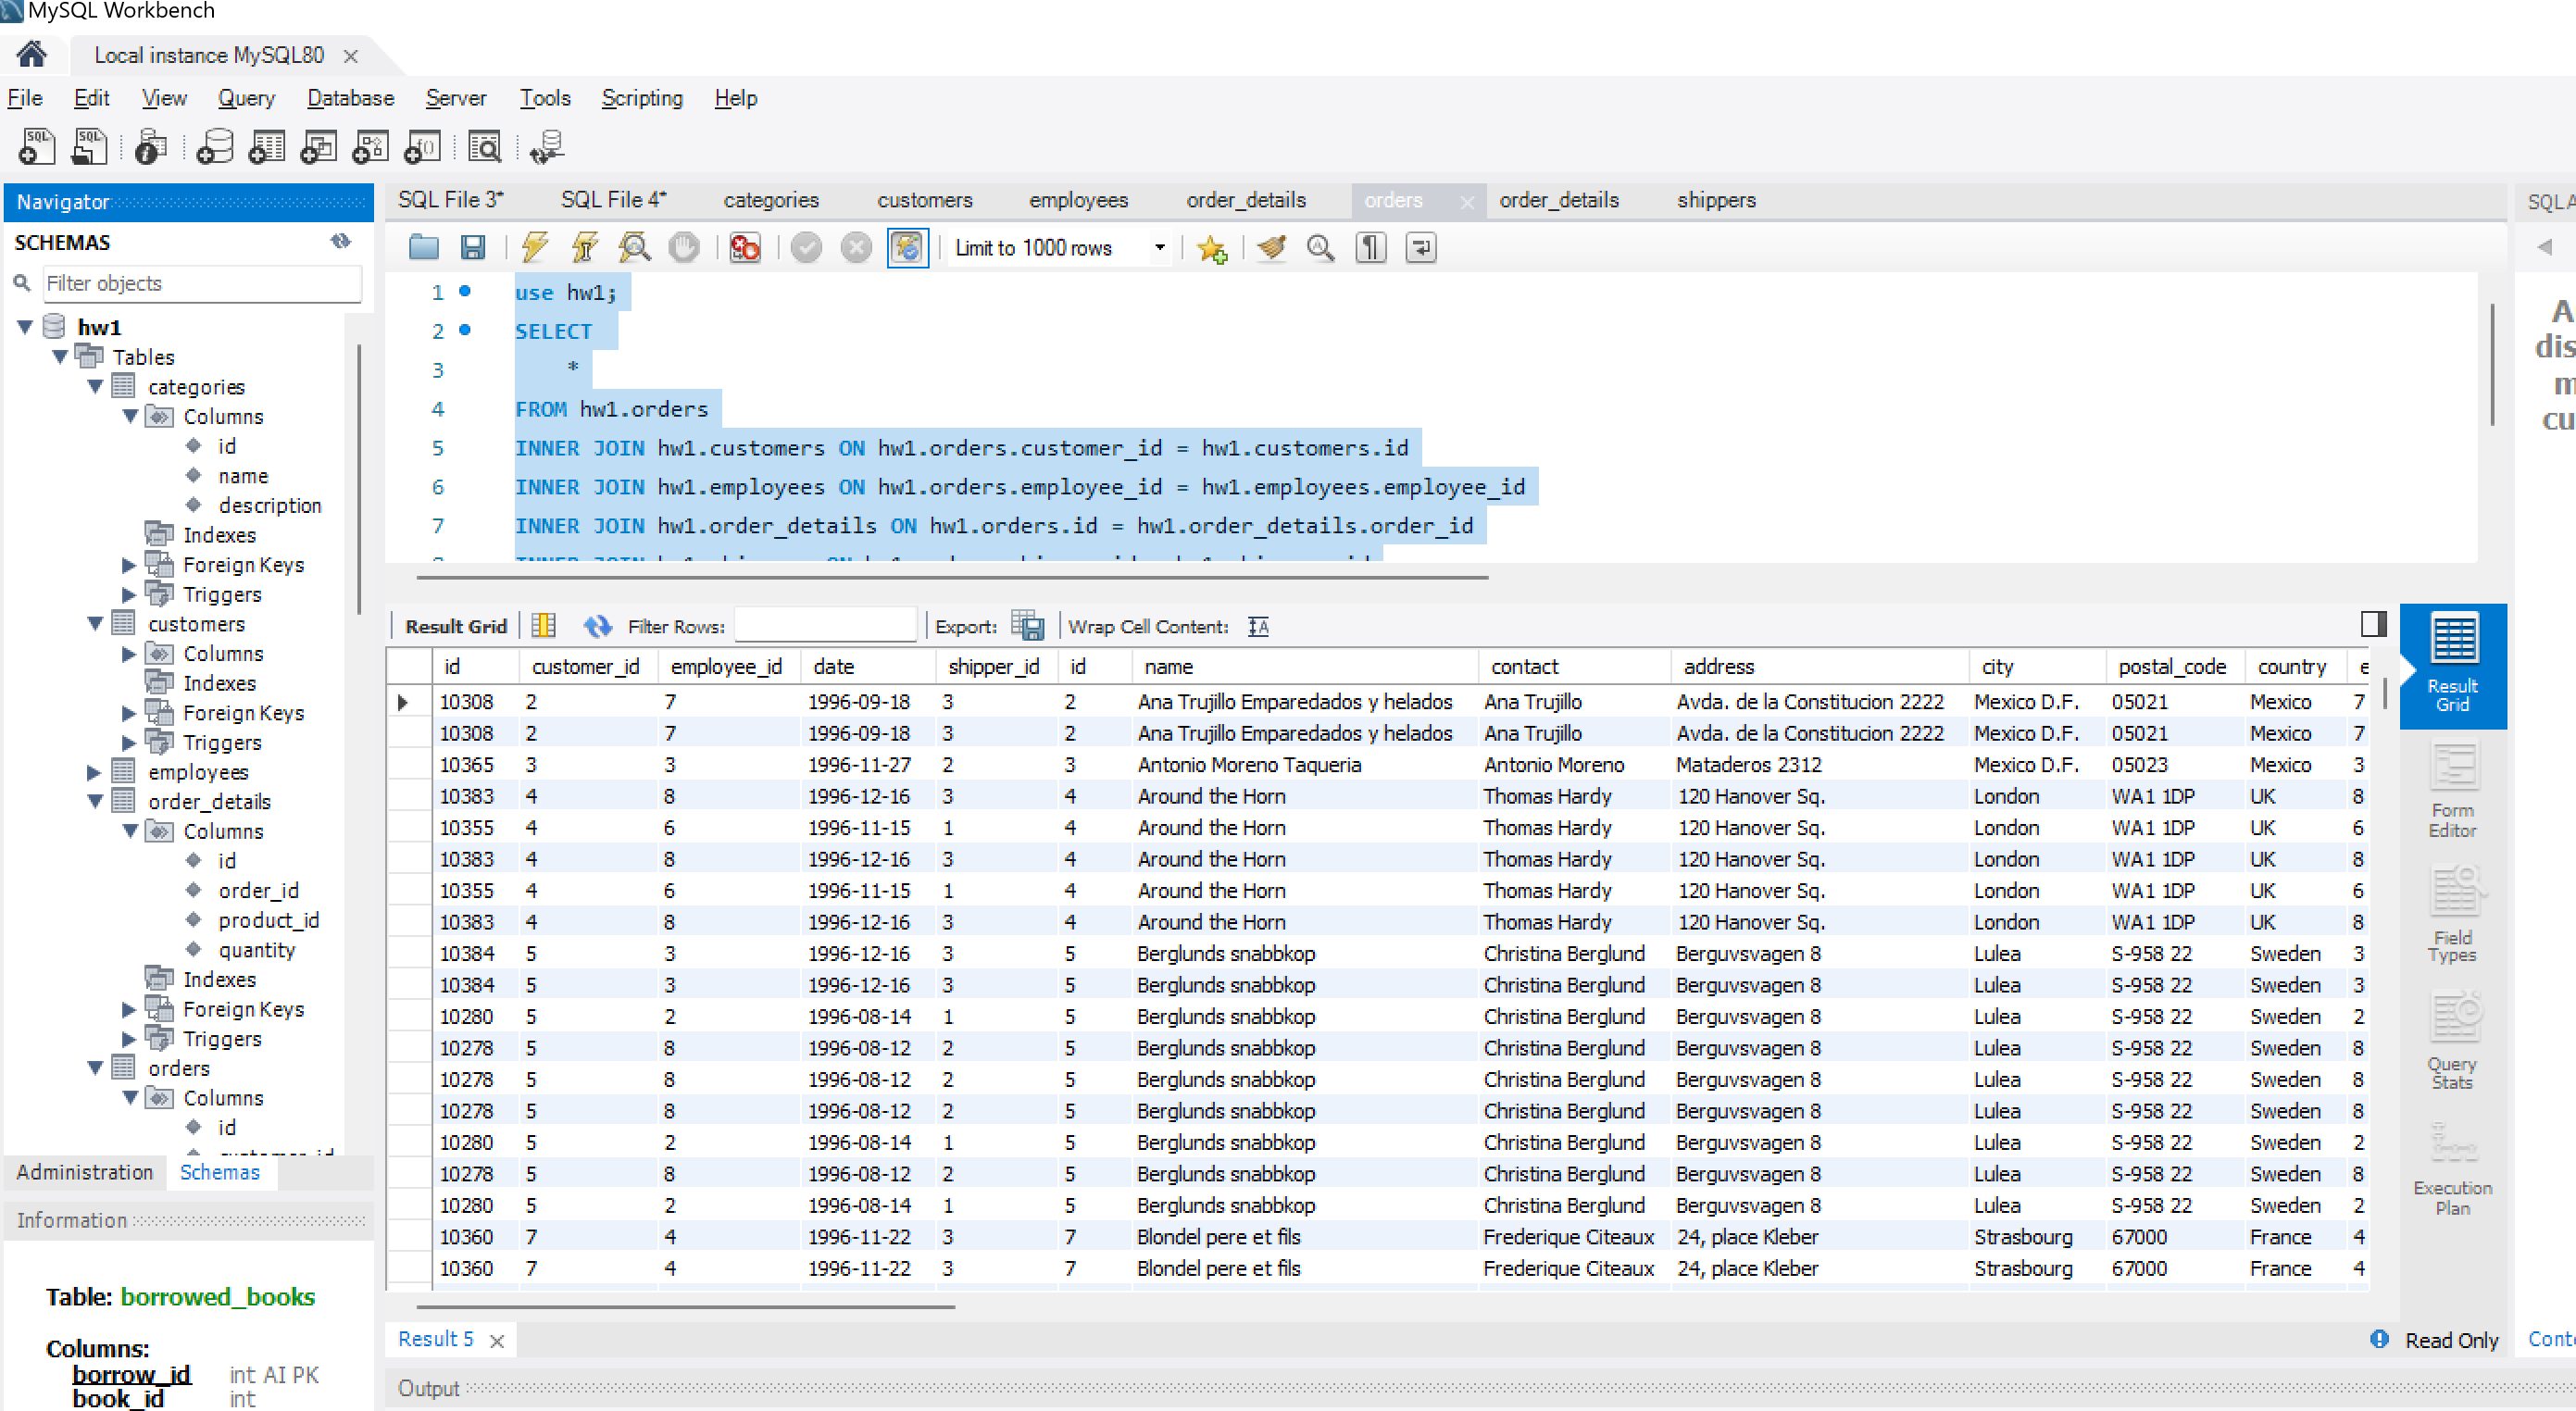 MySQL Workbench
Local instance MySQL80
File Edit View Query Database Server Tools Scripting Help
Navigator
SCHEMAS
Filter objects
hw1
Tables
categories
Columns
id
name
description
Indexes
Foreign Keys
Triggers
customers
Columns
Indexes
Foreign Keys
Triggers
employees
order_details
Columns
id
order_id
product_id
quantity
Indexes
Foreign Keys
Triggers
orders
Columns
id
Administration Schemas
Information
Table: borrowed_books
Columns:
borrow_id int AI PK
book_id int
SQL File 3* SQL File 4* categories customers employees order_details orders order_details shippers
Limit to 1000 rows
1 use hw1;
2 SELECT
3 *
4 FROM hw1.orders
5 INNER JOIN hw1.customers ON hw1.orders.customer_id = hw1.customers.id
6 INNER JOIN hw1.employees ON hw1.orders.employee_id = hw1.employees.employee_id
7 INNER JOIN hw1.order_details ON hw1.orders.id = hw1.order_details.order_id
Result Grid Filter Rows: Export: Wrap Cell Content:
id customer_id employee_id date shipper_id id name contact address city postal_code country e
10308 2 7 1996-09-18 3 2 Ana Trujillo Emparedados y helados Ana Trujillo Avda. de la Constitucion 2222 Mexico D.F. 05021 Mexico 7
10308 2 7 1996-09-18 3 2 Ana Trujillo Emparedados y helados Ana Trujillo Avda. de la Constitucion 2222 Mexico D.F. 05021 Mexico 7
10365 3 3 1996-11-27 2 3 Antonio Moreno Taqueria Antonio Moreno Mataderos 2312 Mexico D.F. 05023 Mexico 3
10383 4 8 1996-12-16 3 4 Around the Horn Thomas Hardy 120 Hanover Sq. London WA1 1DP UK 8
10355 4 6 1996-11-15 1 4 Around the Horn Thomas Hardy 120 Hanover Sq. London WA1 1DP UK 6
10383 4 8 1996-12-16 3 4 Around the Horn Thomas Hardy 120 Hanover Sq. London WA1 1DP UK 8
10355 4 6 1996-11-15 1 4 Around the Horn Thomas Hardy 120 Hanover Sq. London WA1 1DP UK 6
10383 4 8 1996-12-16 3 4 Around the Horn Thomas Hardy 120 Hanover Sq. London WA1 1DP UK 8
10384 5 3 1996-12-16 3 5 Berglunds snabbkop Christina Berglund Berguvsvagen 8 Lulea S-958 22 Sweden 3
10384 5 3 1996-12-16 3 5 Berglunds snabbkop Christina Berglund Berguvsvagen 8 Lulea S-958 22 Sweden 3
10280 5 2 1996-08-14 1 5 Berglunds snabbkop Christina Berglund Berguvsvagen 8 Lulea S-958 22 Sweden 2
10278 5 8 1996-08-12 2 5 Berglunds snabbkop Christina Berglund Berguvsvagen 8 Lulea S-958 22 Sweden 8
10278 5 8 1996-08-12 2 5 Berglunds snabbkop Christina Berglund Berguvsvagen 8 Lulea S-958 22 Sweden 8
10278 5 8 1996-08-12 2 5 Berglunds snabbkop Christina Berglund Berguvsvagen 8 Lulea S-958 22 Sweden 8
10280 5 2 1996-08-14 1 5 Berglunds snabbkop Christina Berglund Berguvsvagen 8 Lulea S-958 22 Sweden 2
10278 5 8 1996-08-12 2 5 Berglunds snabbkop Christina Berglund Berguvsvagen 8 Lulea S-958 22 Sweden 8
10280 5 2 1996-08-14 1 5 Berglunds snabbkop Christina Berglund Berguvsvagen 8 Lulea S-958 22 Sweden 2
10360 7 4 1996-11-22 3 7 Blondel pere et fils Frederique Citeaux 24, place Kleber Strasbourg 67000 France 4
10360 7 4 1996-11-22 3 7 Blondel pere et fils Frederique Citeaux 24, place Kleber Strasbourg 67000 France 4
Result
Grid
Form
Editor
Field
Types
Query
Stats
Execution
Plan
Result 5
Read Only
Output
SQL A
A
dis
m
cu
Conte